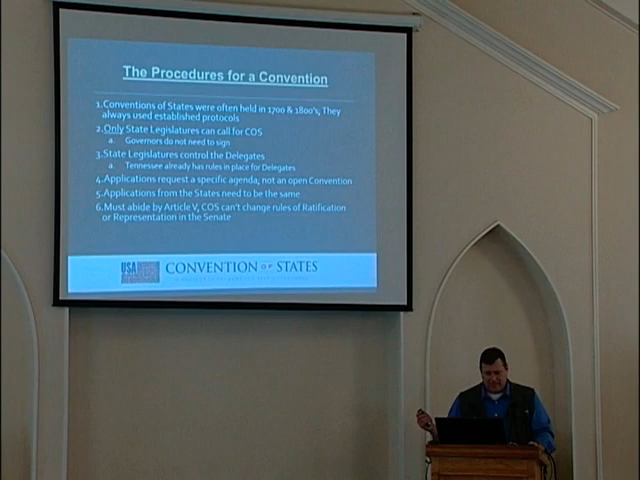 The Procedures for a Convention
1.Conventions of States were often held in 1700 & 1800's; They
always used established protocols
2.Only State Legislatures can call for COS
a. Governors do not need to sign
3.State Legislatures control the Delegates
a. Tennessee already has rules in place for Delegates
4.Applications request a specific agenda; not an open Convention
5.Applications from the States need to be the same
6.Must abide by Article V, COS can't change rules of Ratification
or Representation in the Senate
USA
CONVENTION OF STATES